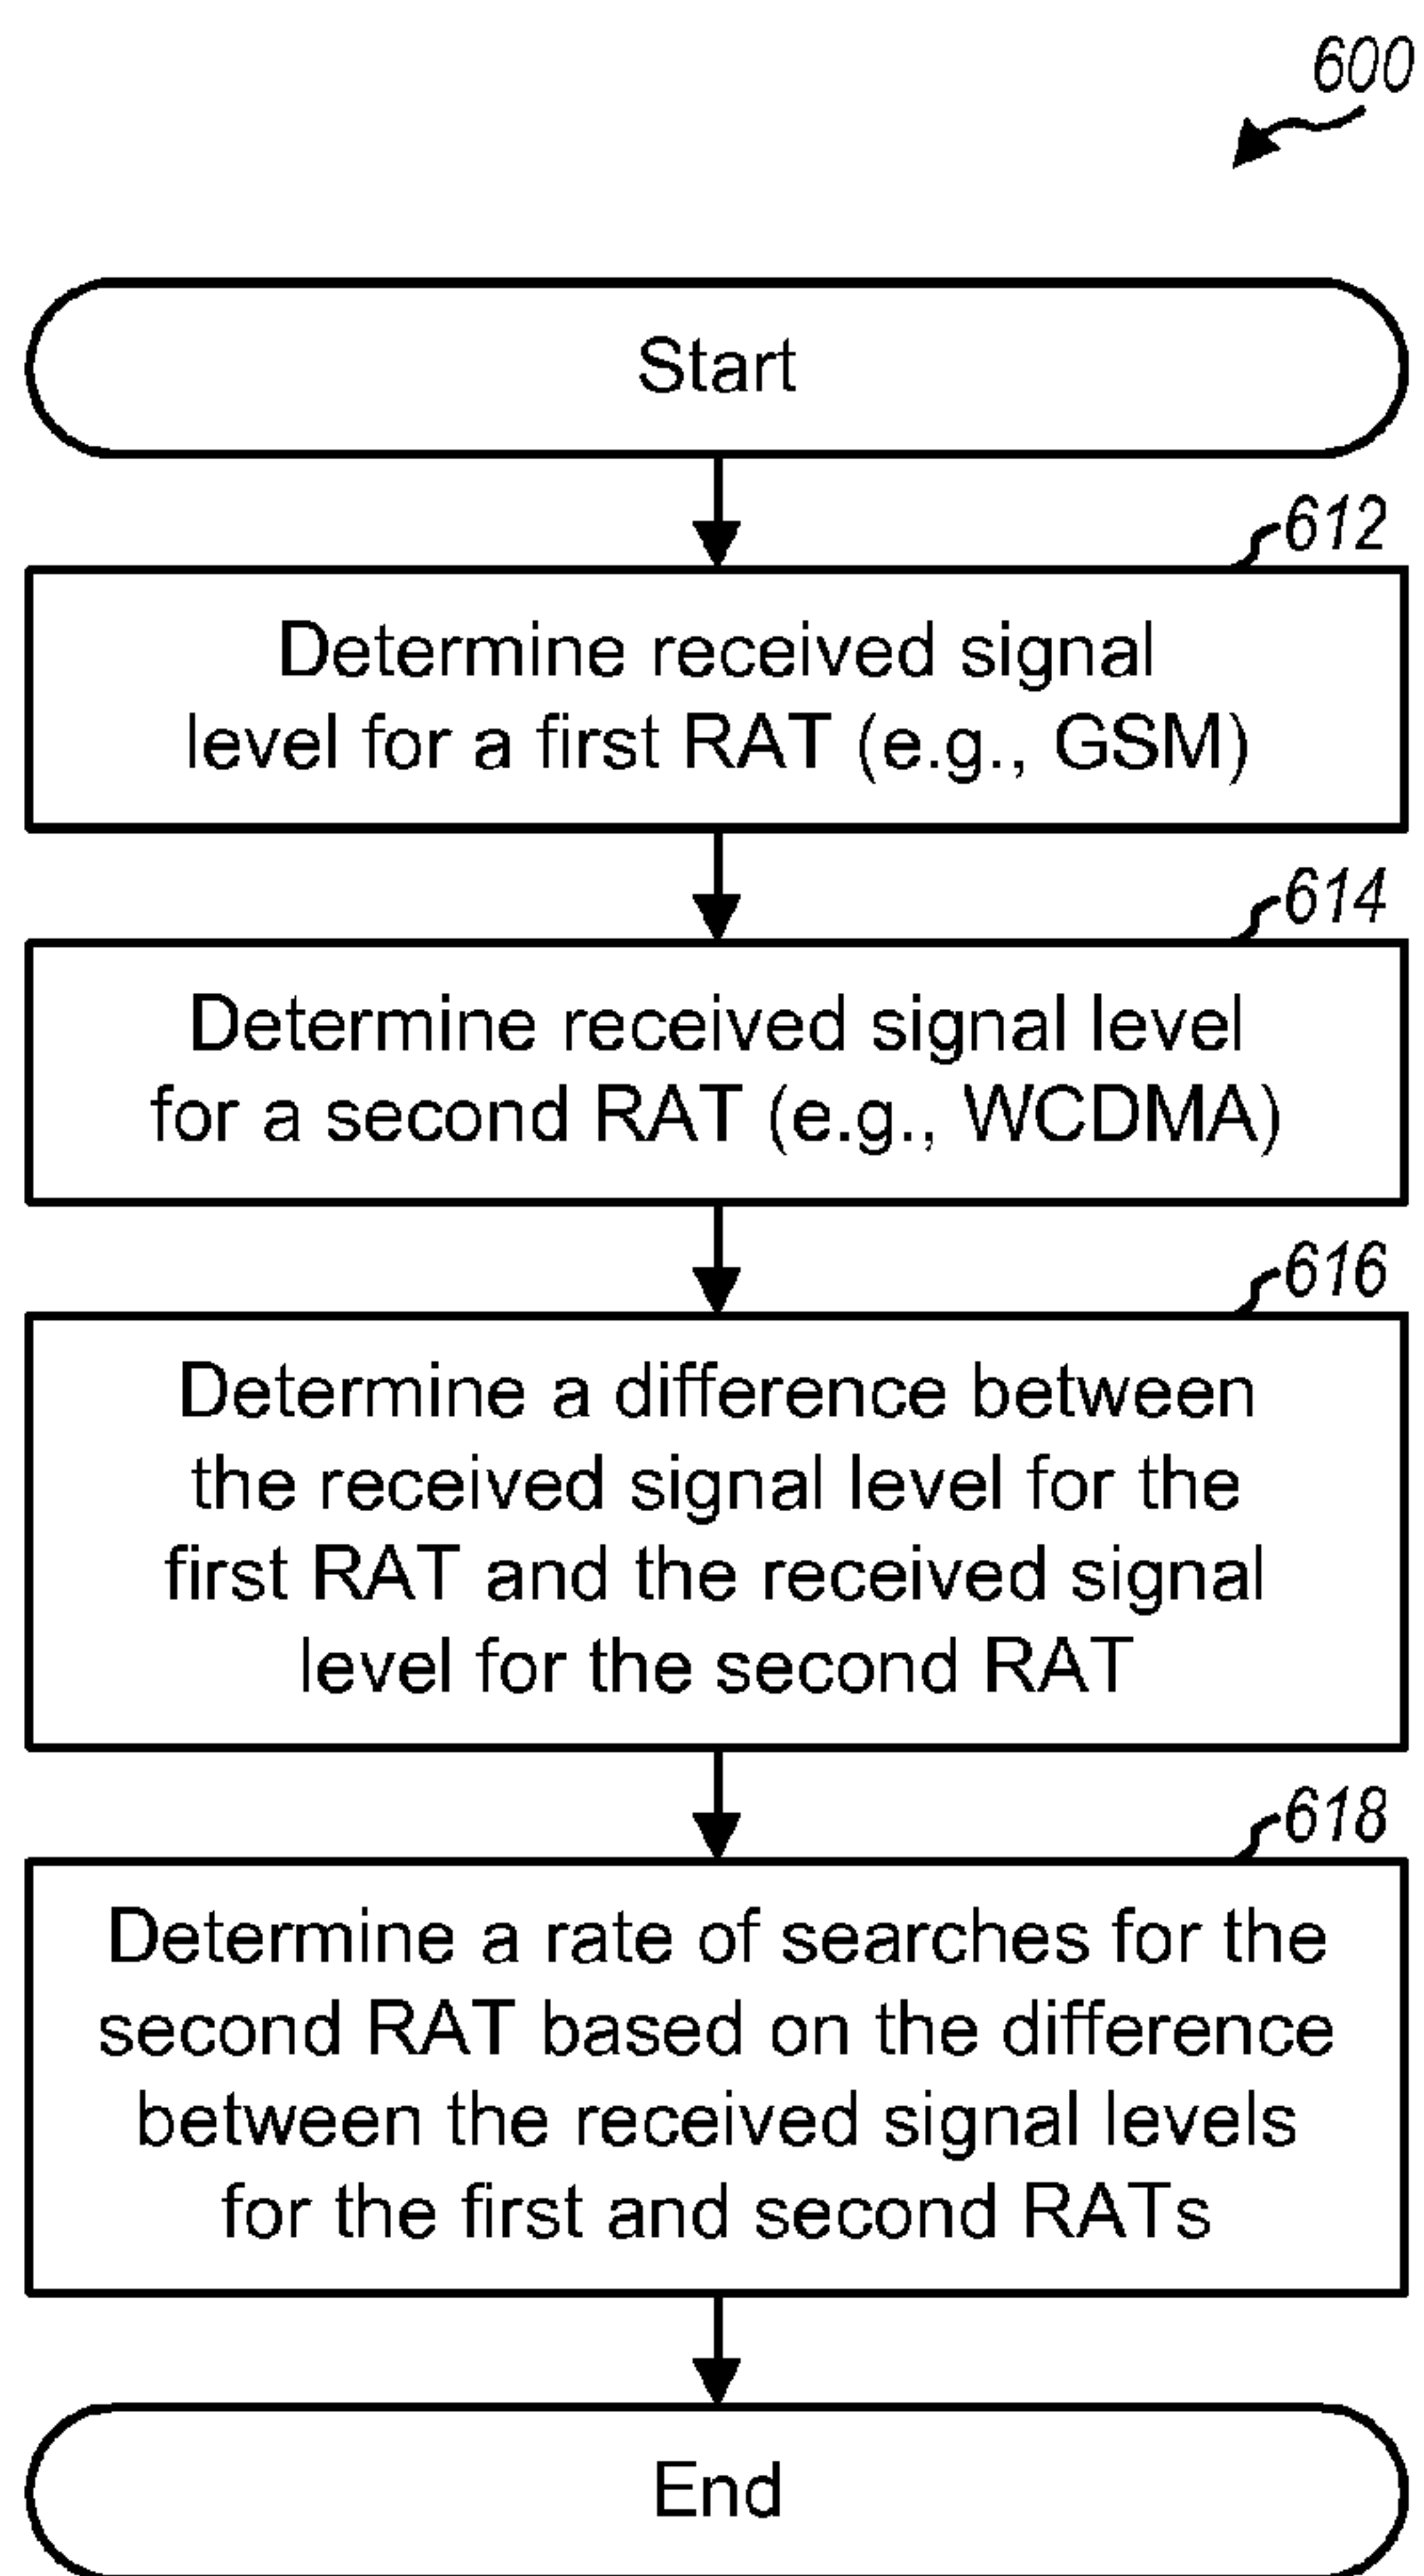 600
Start
612
Determine received signal
level for a first RAT (e.g., GSM)
614
Determine received signal level
for a second RAT (e.g., WCDMA)
616
Determine a difference between
the received signal level for the
first RAT and the received signal
level for the second RAT
618
Determine a rate of searches for the
second RAT based on the difference
between the received signal levels
for the first and second RATs
End